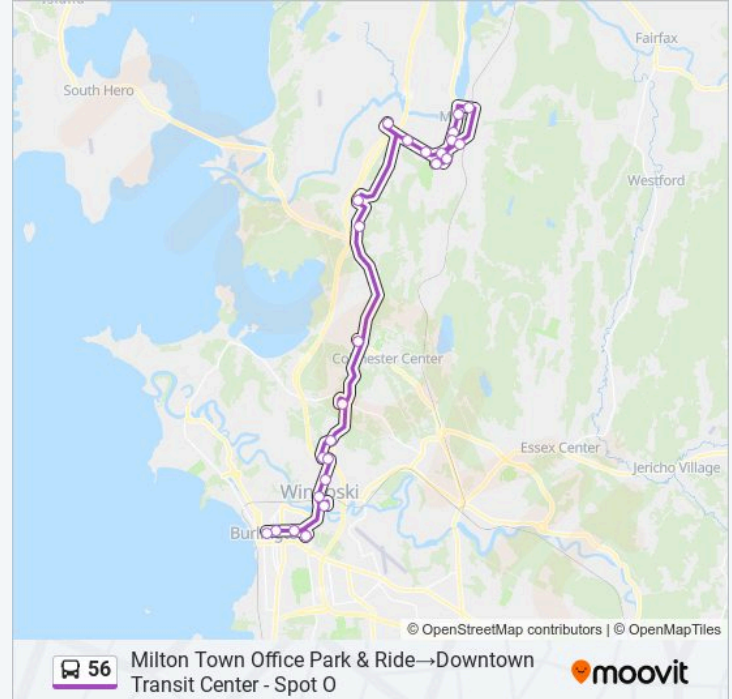 Fairfax
South Hero
M
Westford
Colchester Center
Essex Center
Jericho Village
Winooski
Burling
© OpenStreetMap contributors | © OpenMapTiles
56
Milton Town Office Park & Ride→Downtown
Transit Center - Spot O
moovit